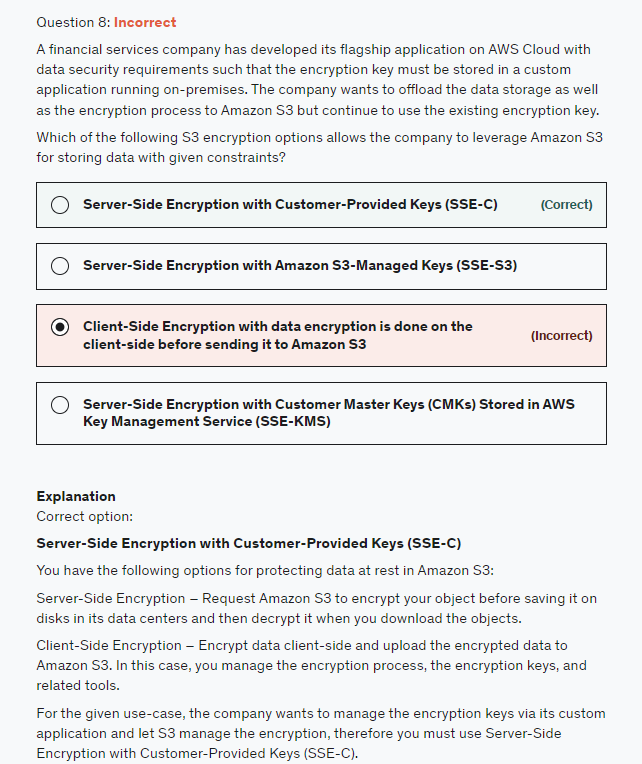 Question 8: Incorrect
A financial services company has developed its flagship application on AWS Cloud with
data security requirements such that the encryption key must be stored in a custom
application running on-premises. The company wants to offload the data storage as well
as the encryption process to Amazon S3 but continue to use the existing encryption key.
Which of the following S3 encryption options allows the company to leverage Amazon S3
for storing data with given constraints?
Server-Side Encryption with Customer-Provided Keys (SSE-C) (Correct)
Server-Side Encryption with Amazon S3-Managed Keys (SSE-S3)
Client-Side Encryption with data encryption is done on the
client-side before sending it to Amazon S3 (Incorrect)
Server-Side Encryption with Customer Master Keys (CMKs) Stored in AWS
Key Management Service (SSE-KMS)
Explanation
Correct option:
Server-Side Encryption with Customer-Provided Keys (SSE-C)
You have the following options for protecting data at rest in Amazon S3:
Server-Side Encryption – Request Amazon S3 to encrypt your object before saving it on
disks in its data centers and then decrypt it when you download the objects.
Client-Side Encryption – Encrypt data client-side and upload the encrypted data to
Amazon S3. In this case, you manage the encryption process, the encryption keys, and
related tools.
For the given use-case, the company wants to manage the encryption keys via its custom
application and let S3 manage the encryption, therefore you must use Server-Side
Encryption with Customer-Provided Keys (SSE-C).